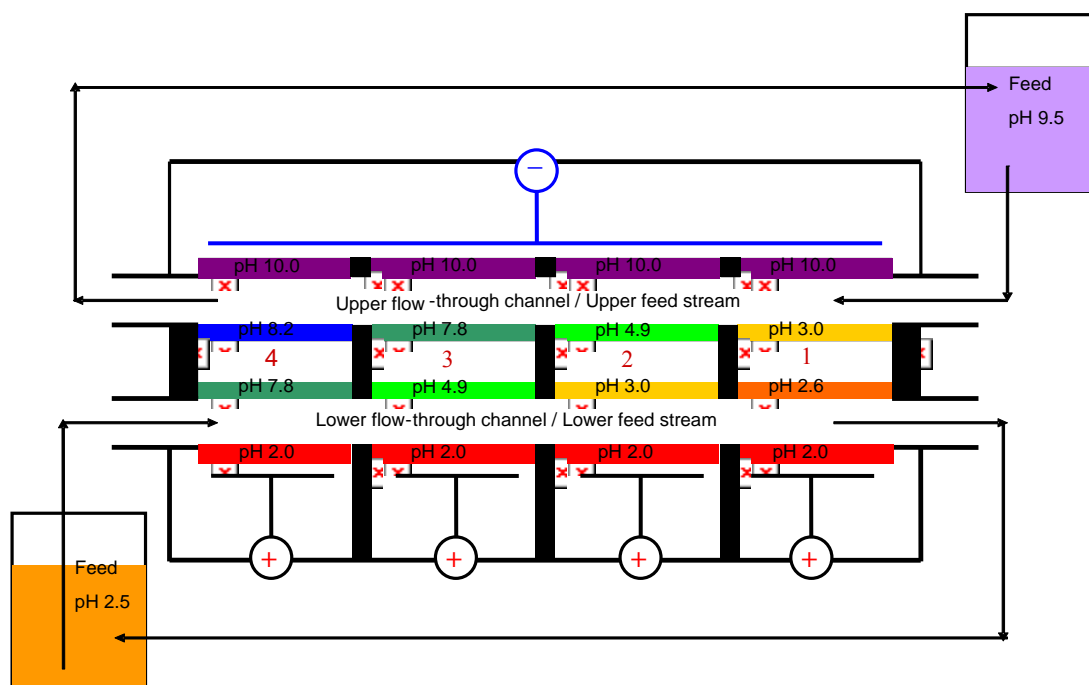 Feed
pH 9.5
−
pH 10.0 pH 10.0 pH 10.0 pH 10.0
Upper flow -through channel / Upper feed stream
pH 8.2 pH 7.8 pH 4.9 pH 3.0
4 3 2 1
pH 7.8 pH 4.9 pH 3.0 pH 2.6
Lower flow-through channel / Lower feed stream
pH 2.0 pH 2.0 pH 2.0 pH 2.0
+ + + +
Feed
pH 2.5